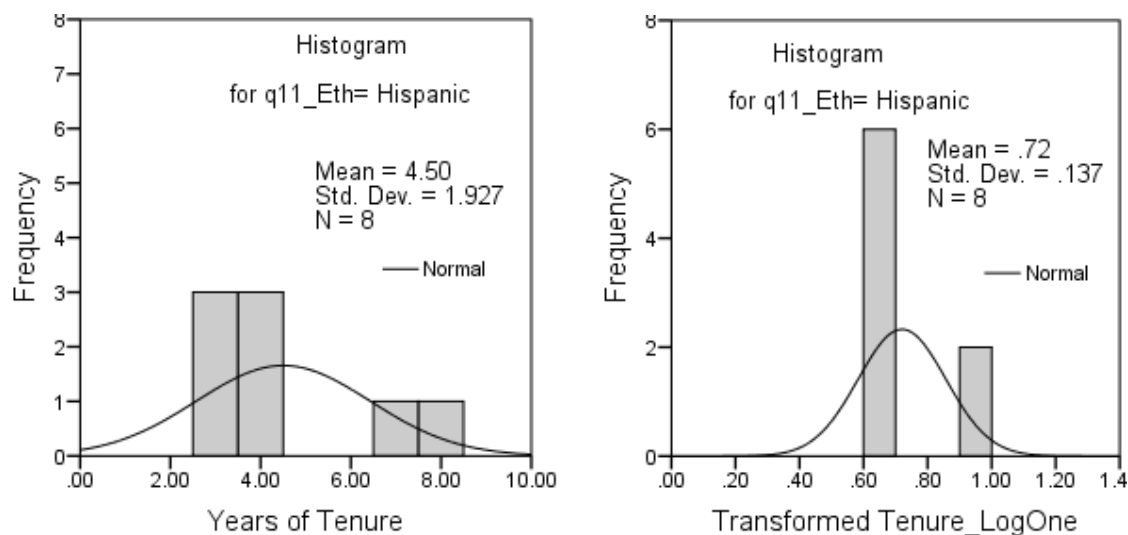 8
7
6
5
4
3
2
1
0
Frequency
Histogram
for q11_Eth= Hispanic
Mean = 4.50
Std. Dev. = 1.927
N = 8
Normal
.00 2.00 4.00 6.00 8.00 10.00
Years of Tenure
8
6
4
2
0
Frequency
Histogram
for q11_Eth= Hispanic
Mean = .72
Std. Dev. = .137
N = 8
Normal
.00 .20 .40 .60 .80 1.00 1.20 1.4
Transformed Tenure_LogOne